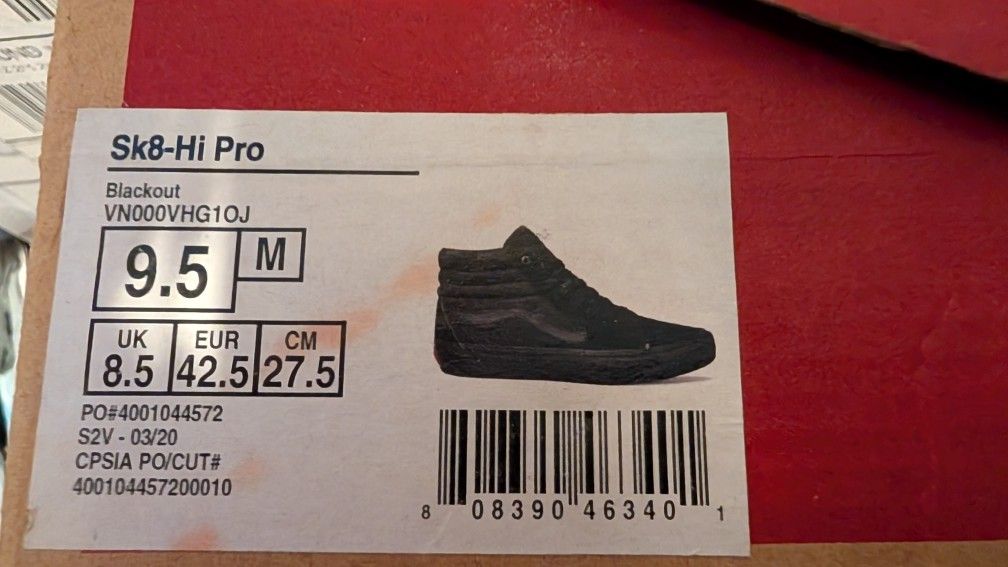 Sk8-Hi Pro
Blackout
VN000VHG1OJ
9.5
M
UK EUR CM
8.5 42.5 27.5
PO#4001044572
S2V - 03/20
CPSIA PO/CUT#
400104457200010
8 08390 46340 1